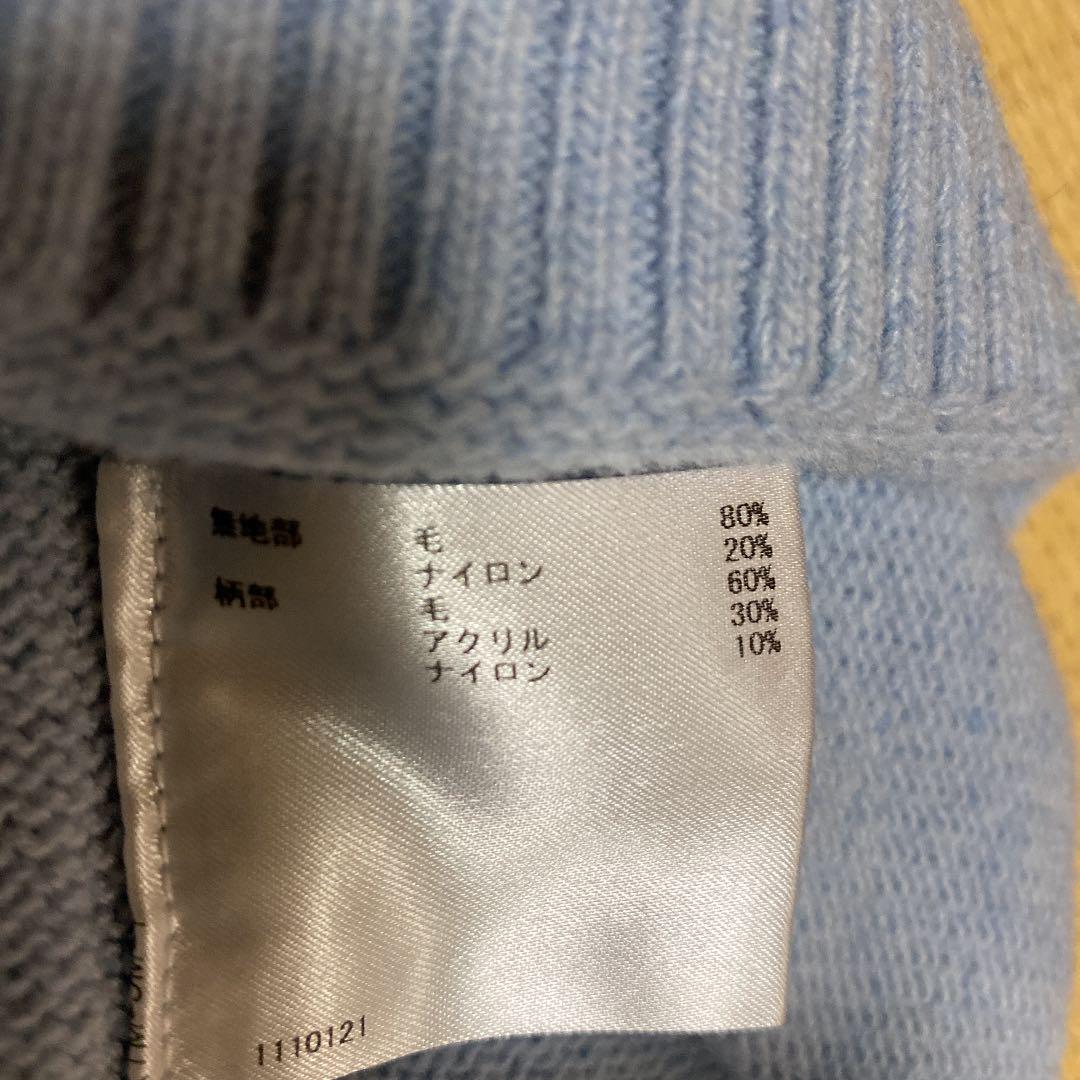 無地部 毛 80%
ナイロン 20%
柄部 毛 60%
アクリル 30%
ナイロン 10%
1110121